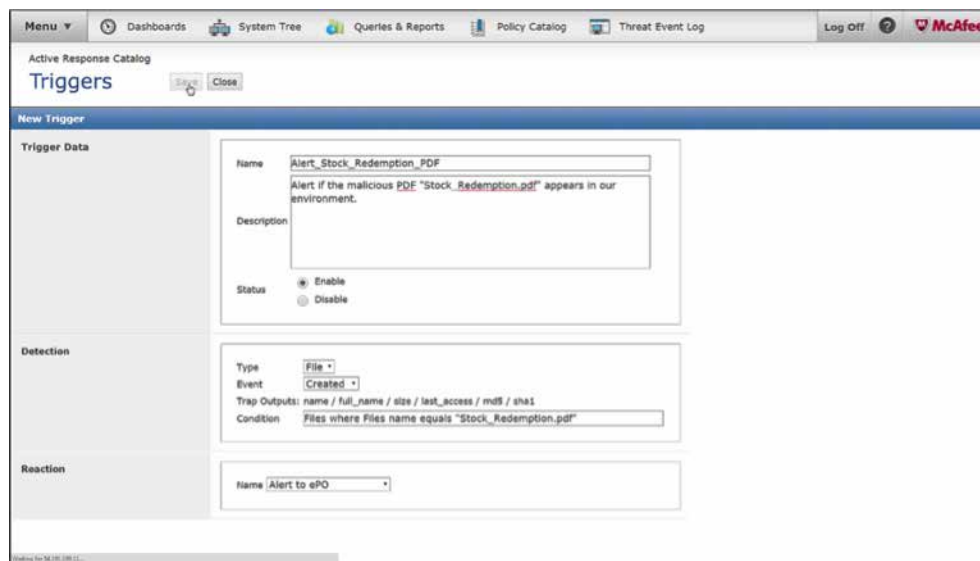 Menu ▼ Dashboards System Tree Queries & Reports Policy Catalog Threat Event Log Log Off ? McAfee
Active Response Catalog
Triggers Save Close
New Trigger
Trigger Data
Name Alert_Stock_Redemption_PDF
Alert if the malicious PDF "Stock_Redemption.pdf" appears in our
environment.
Description
Status
Enable
Disable
Detection
Type File
Event Created
Trap Outputs: name / full_name / size / last_access / md5 / sha1
Condition Files where Files name equals "Stock_Redemption.pdf"
Reaction
Name Alert to ePO